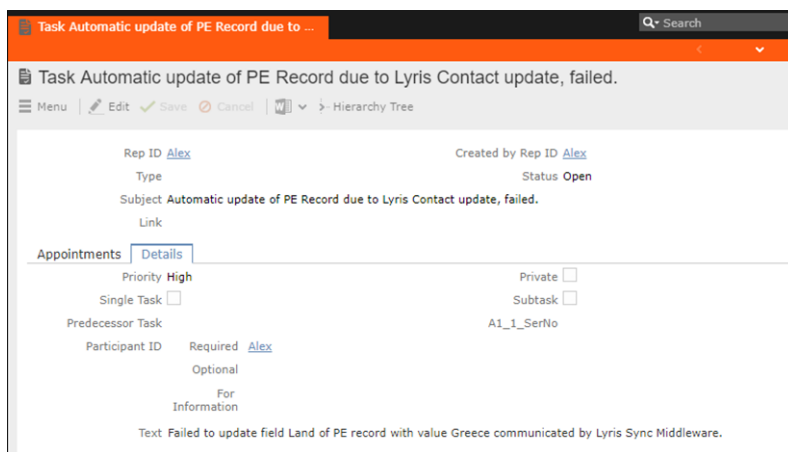 Task Automatic update of PE Record due to ...
Search
Task Automatic update of PE Record due to Lyris Contact update, failed.
Menu Edit Save Cancel Hierarchy Tree
Rep ID Alex Created by Rep ID Alex
Type Status Open
Subject Automatic update of PE Record due to Lyris Contact update, failed.
Link
Appointments Details
Priority High Private
Single Task Subtask
Predecessor Task A1_1_SerNo
Participant ID Required Alex
Optional
For
Information
Text Failed to update field Land of PE record with value Greece communicated by Lyris Sync Middleware.